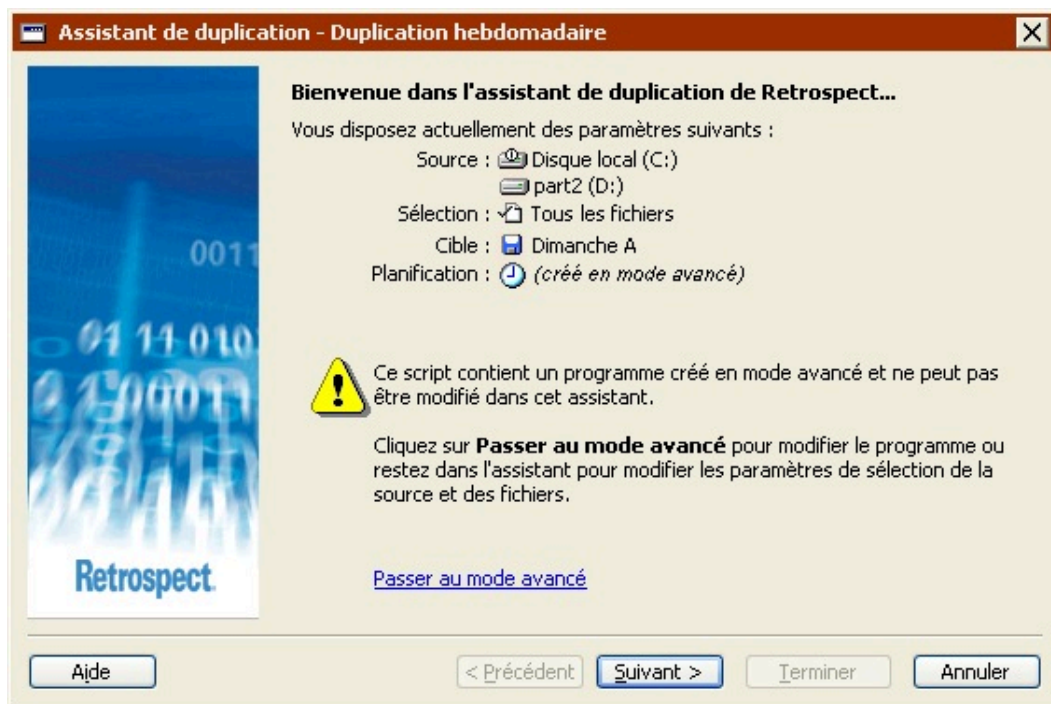 Assistant de duplication - Duplication hebdomadaire
Bienvenue dans l'assistant de duplication de Retrospect...
Vous disposez actuellement des paramètres suivants :
Source : Disque local (C:)
part2 (D:)
Sélection : Tous les fichiers
Cible : Dimanche A
Planification : (créé en mode avancé)
Ce script contient un programme créé en mode avancé et ne peut pas
être modifié dans cet assistant.
Cliquez sur Passer au mode avancé pour modifier le programme ou
restez dans l'assistant pour modifier les paramètres de sélection de la
source et des fichiers.
Passer au mode avancé
0011
01 11 010
Retrospect.
Aide
< Précédent
Suivant >
Terminer
Annuler